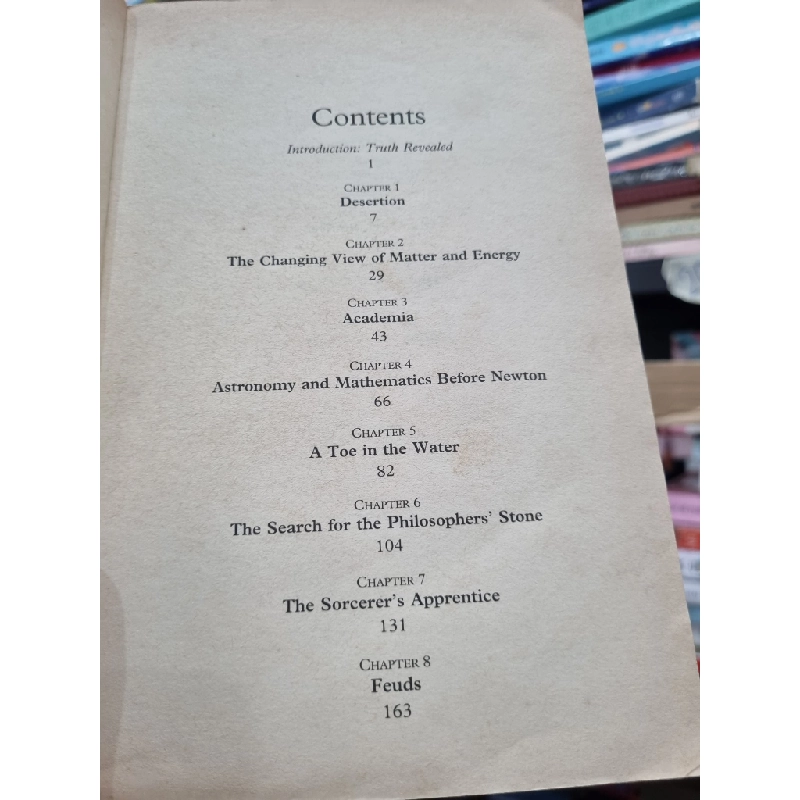 Contents
Introduction: Truth Revealed
1
Chapter 1
Desertion
7
Chapter 2
The Changing View of Matter and Energy
29
Chapter 3
Academia
43
Chapter 4
Astronomy and Mathematics Before Newton
66
Chapter 5
A Toe in the Water
82
Chapter 6
The Search for the Philosophers' Stone
104
Chapter 7
The Sorcerer's Apprentice
131
Chapter 8
Feuds
163